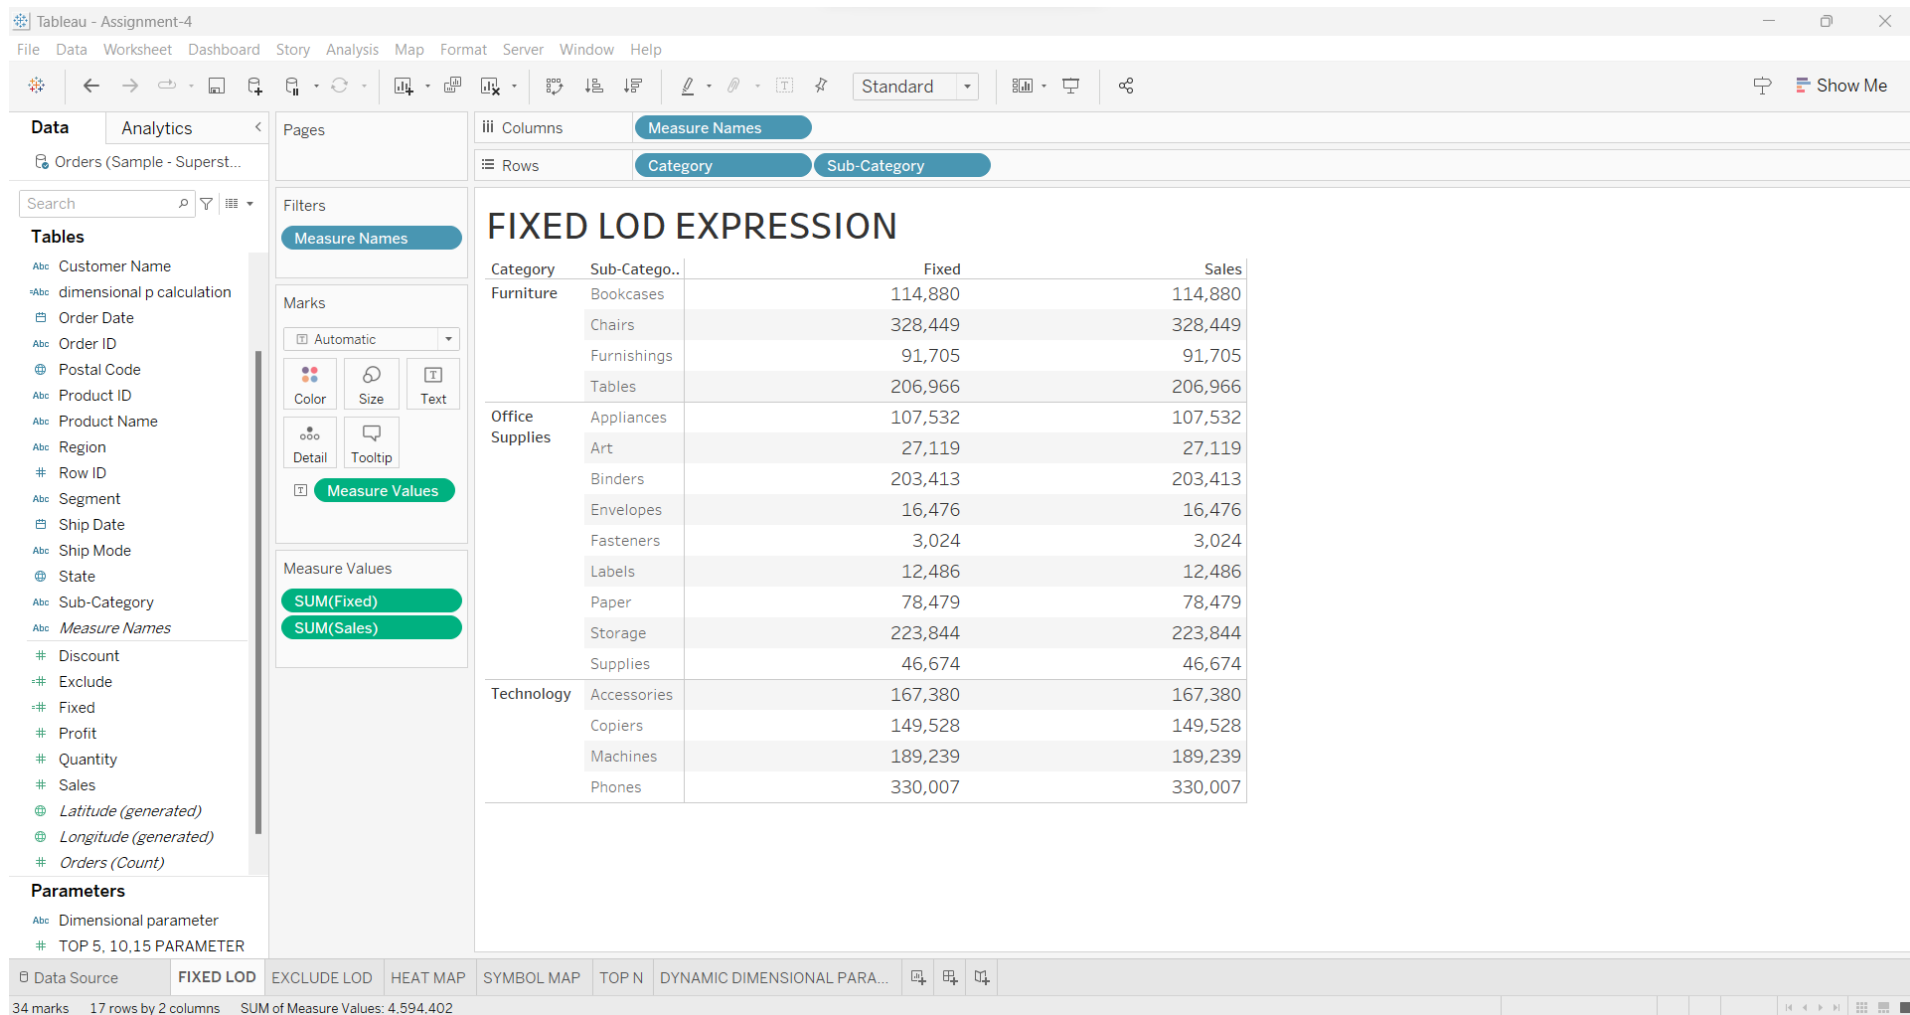 Tableau - Assignment-4
File Data Worksheet Dashboard Story Analysis Map Format Server Window Help
Standard
Show Me
Data Analytics
Orders (Sample - Superst...
Search
Tables
Abc Customer Name
=Abc dimensional p calculation
Order Date
Abc Order ID
Postal Code
Abc Product ID
Abc Product Name
Abc Region
# Row ID
Abc Segment
Ship Date
Abc Ship Mode
State
Abc Sub-Category
Abc Measure Names
# Discount
=# Exclude
=# Fixed
# Profit
# Quantity
# Sales
Latitude (generated)
Longitude (generated)
# Orders (Count)
Parameters
Abc Dimensional parameter
# TOP 5, 10,15 PARAMETER
Pages
Filters
Measure Names
Marks
T Automatic
Color Size Text
Detail Tooltip
T Measure Values
Measure Values
SUM(Fixed)
SUM(Sales)
Columns Measure Names
Rows Category Sub-Category
FIXED LOD EXPRESSION
Category Sub-Catego.. Fixed Sales
Furniture Bookcases 114,880 114,880
Chairs 328,449 328,449
Furnishings 91,705 91,705
Tables 206,966 206,966
Office Appliances 107,532 107,532
Supplies
Art 27,119 27,119
Binders 203,413 203,413
Envelopes 16,476 16,476
Fasteners 3,024 3,024
Labels 12,486 12,486
Paper 78,479 78,479
Storage 223,844 223,844
Supplies 46,674 46,674
Technology Accessories 167,380 167,380
Copiers 149,528 149,528
Machines 189,239 189,239
Phones 330,007 330,007
Data Source FIXED LOD EXCLUDE LOD HEAT MAP SYMBOL MAP TOP N DYNAMIC DIMENSIONAL PARA...
34 marks 17 rows by 2 columns SUM of Measure Values: 4,594,402